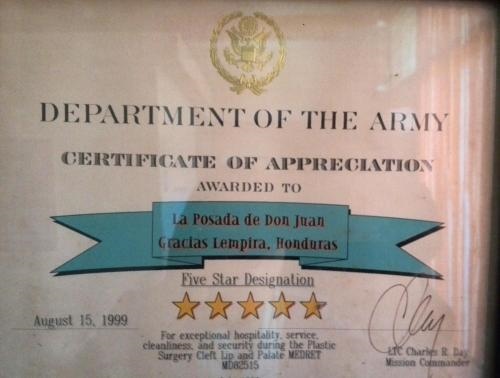 DEPARTMENT OF THE ARMY
CERTIFICATE OF APPRECIATION
AWARDED TO
La Posada de Don Juan
Gracias Lempira, Honduras
Five Star Designation
August 15, 1999
For exceptional hospitality, service,
cleanliness, and security during the Plastic
Surgery Cleft Lip and Palate MEDRET
MD82515
LTC Charles R. Day
Mission Commander